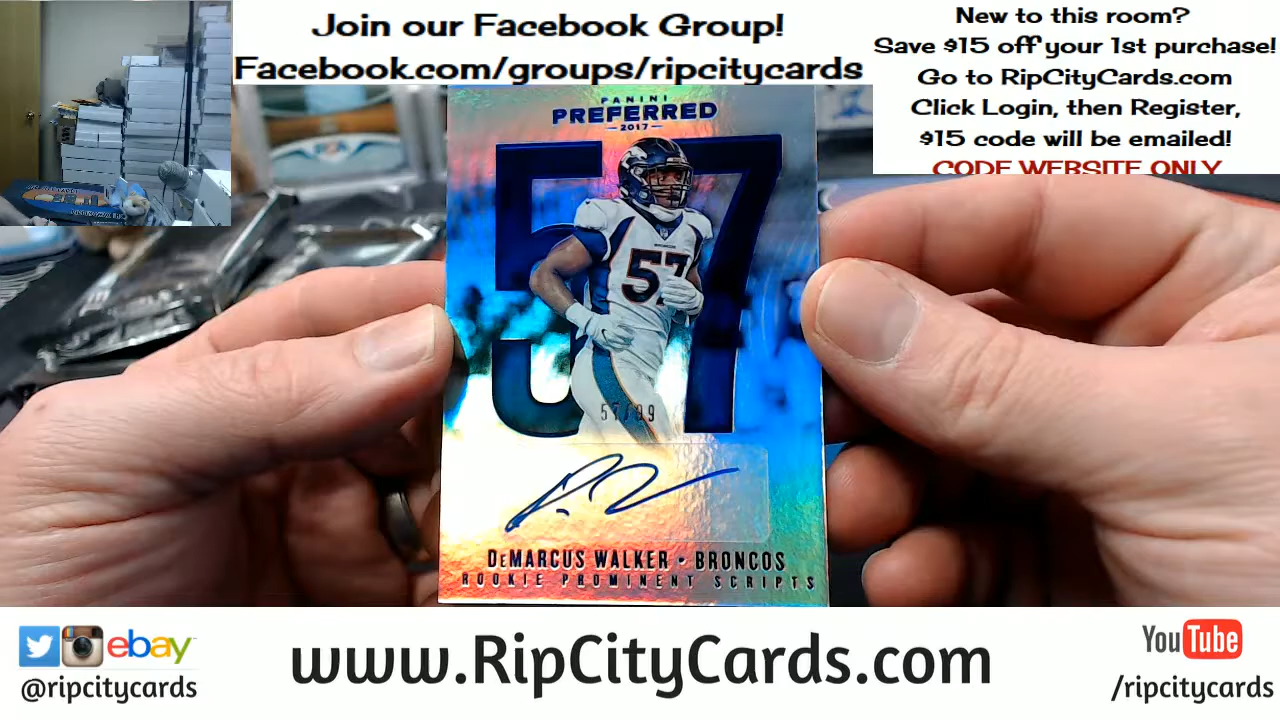 Join our Facebook Group!
Facebook.com/groups/ripcitycards
New to this room?
Save $15 off your 1st purchase!
Go to RipCityCards.com
Click Login, then Register,
$15 code will be emailed!
CODE WEBSITE ONLY
PANINI
PREFERRED
2017
57
57
57/99
DeMARCUS WALKER • BRONCOS
ROOKIE PROMINENT SCRIPTS
ebay
@ripcitycards
www.RipCityCards.com
YouTube
/ripcitycards